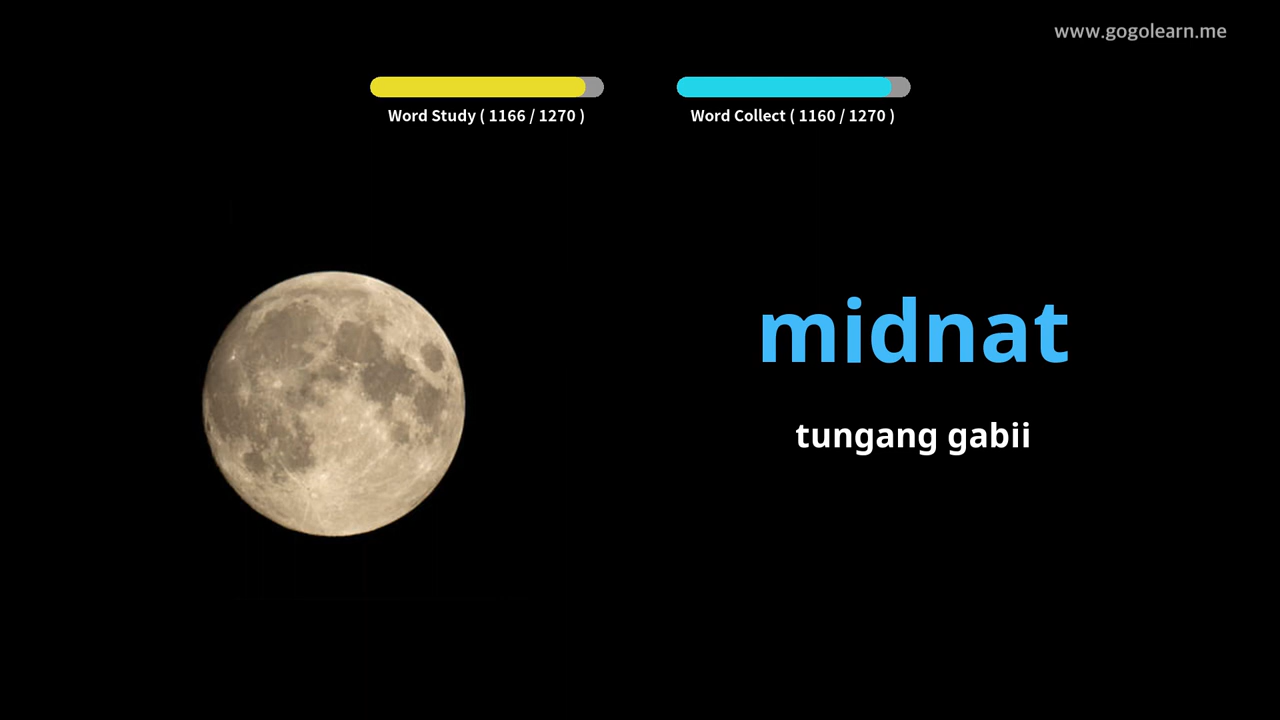 www.gogolearn.me
Word Study ( 1166 / 1270 )
Word Collect ( 1160 / 1270 )
midnat
tungang gabii